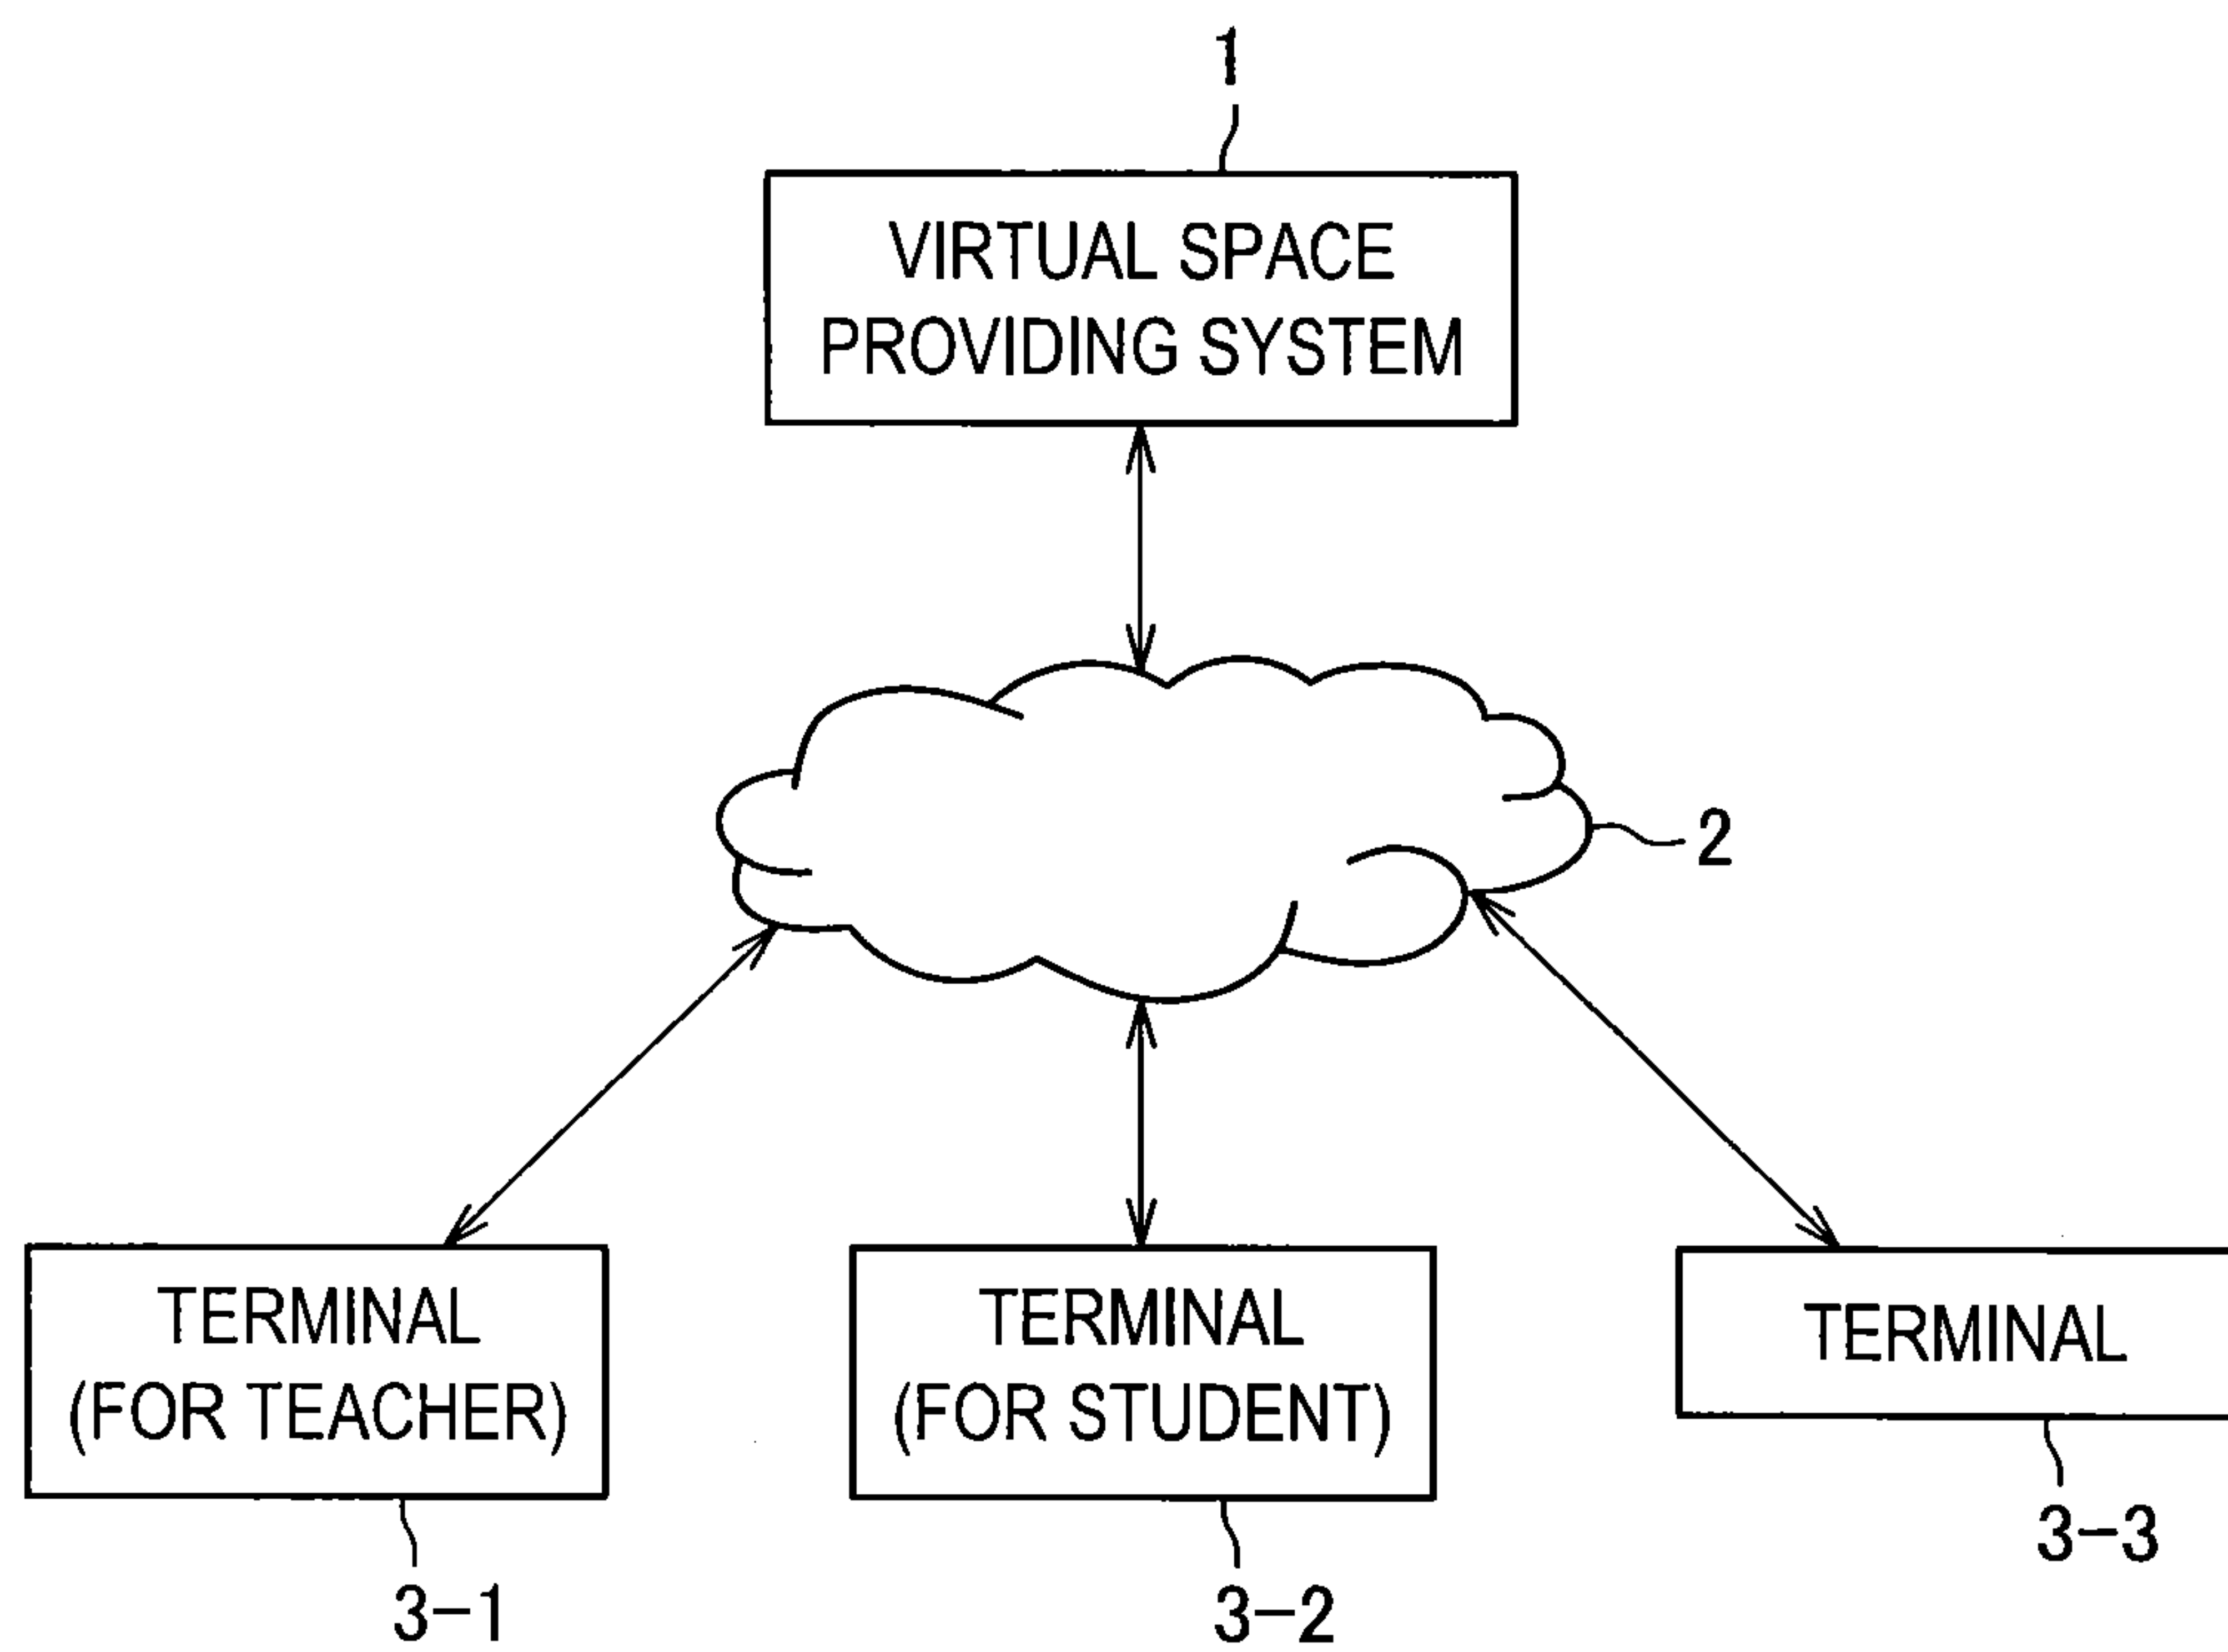 1
VIRTUAL SPACE
PROVIDING SYSTEM
2
TERMINAL
(FOR TEACHER)
TERMINAL
(FOR STUDENT)
TERMINAL
3-1
3-2
3-3